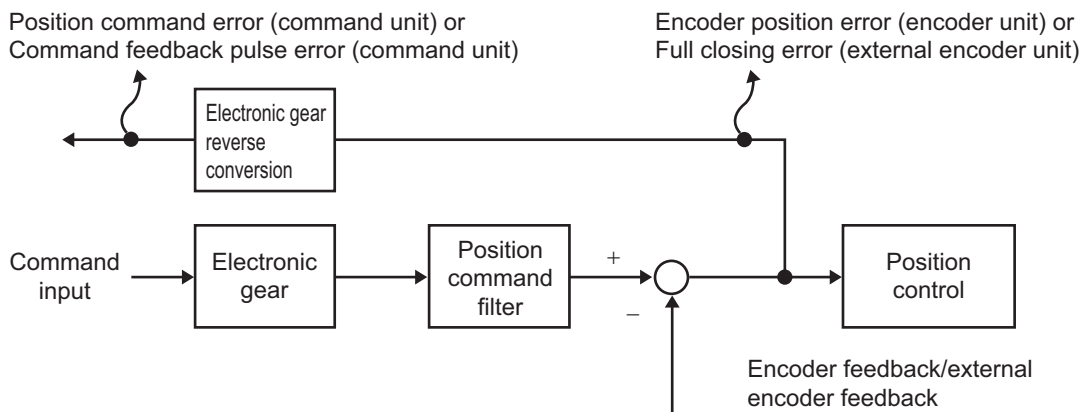 Position command error (command unit) or
Command feedback pulse error (command unit)
Encoder position error (encoder unit) or
Full closing error (external encoder unit)
Electronic gear
reverse
conversion
Command
input
Electronic
gear
Position
command
filter
+
−
Position
control
Encoder feedback/external
encoder feedback